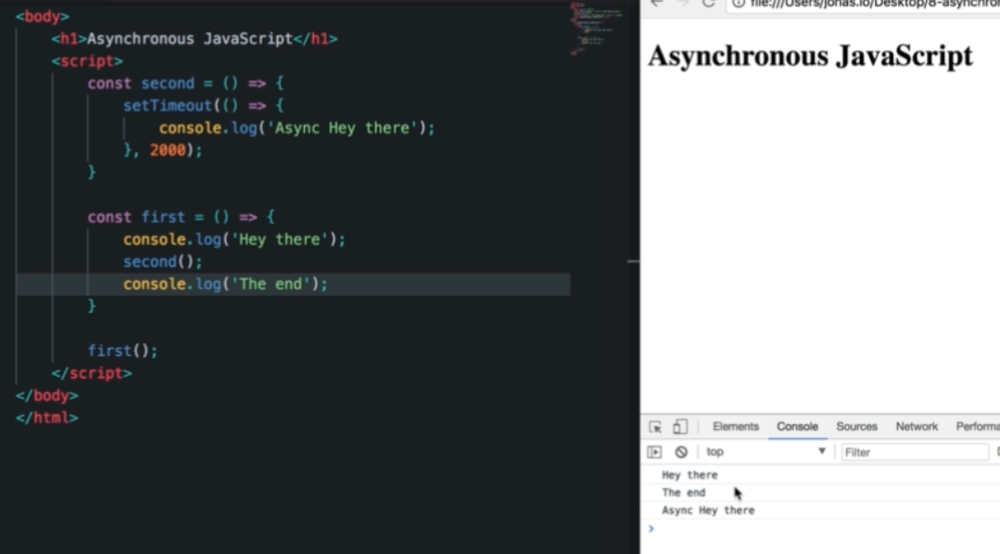 <body>
<h1>Asynchronous JavaScript</h1>
<script>
const second = () => {
setTimeout(() => {
console.log('Async Hey there');
}, 2000);
}
const first = () => {
console.log('Hey there');
second();
console.log('The end');
}
first();
</script>
</body>
</html>
file:///Users/jonas.io/Desktop/8-asynchron
Asynchronous JavaScript
Elements Console Sources Network Performa
top Filter
Hey there
The end
Async Hey there